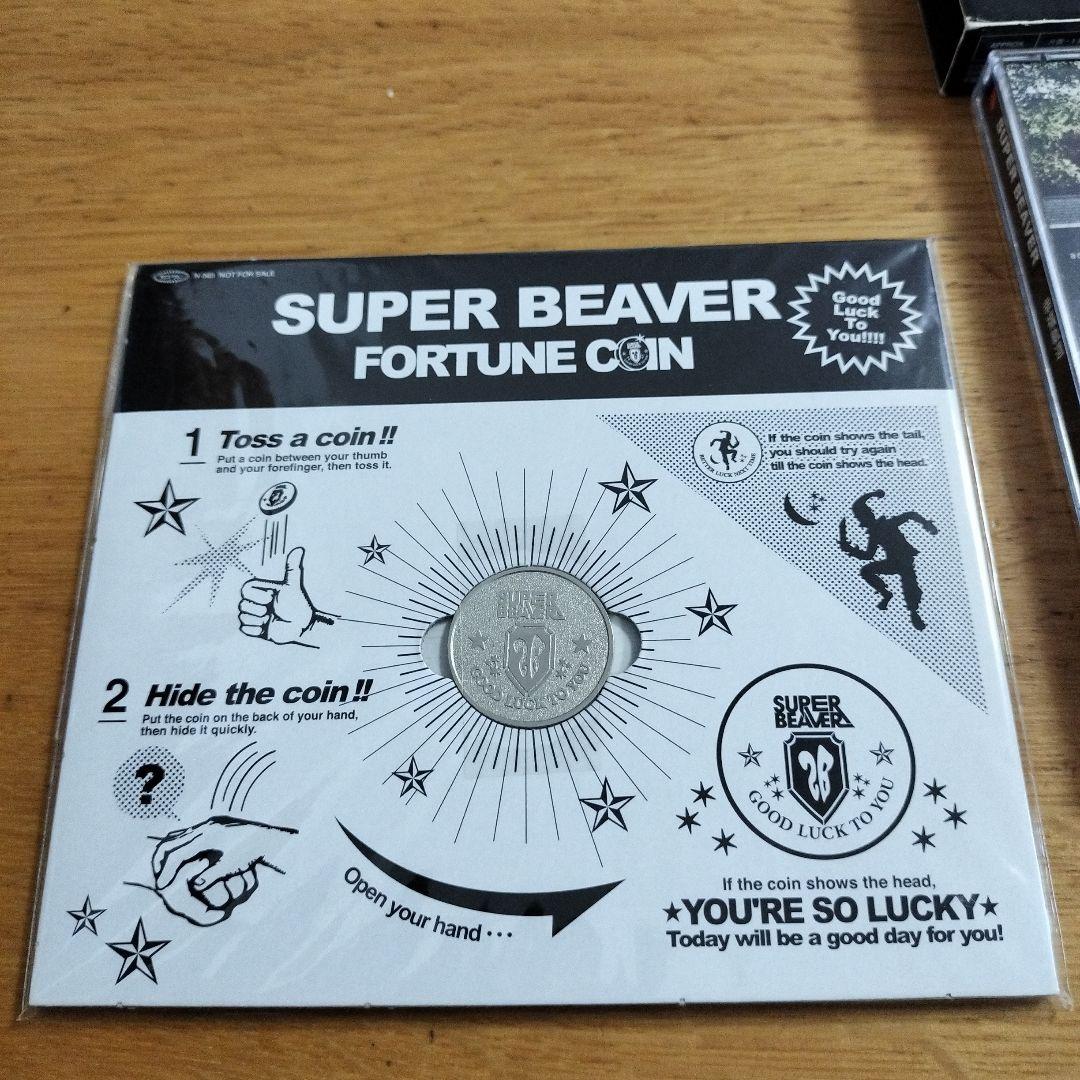 NOT FOR SALE
SUPER BEAVER
FORTUNE COIN
Good
Luck
To
You!!!!
1 Toss a coin!!
Put a coin between your thumb
and your forefinger, then toss it.
BETTER LUCK NEXT TIME
If the coin shows the tail,
you should try again
till the coin shows the head.
SUPER
BEAVER
GOOD LUCK TO YOU
2 Hide the coin!!
Put the coin on the back of your hand,
then hide it quickly.
?
Open your hand ···
SUPER
BEAVER
GOOD LUCK TO YOU
If the coin shows the head,
★YOU'RE SO LUCKY★
Today will be a good day for you!
SUPER BEAVER